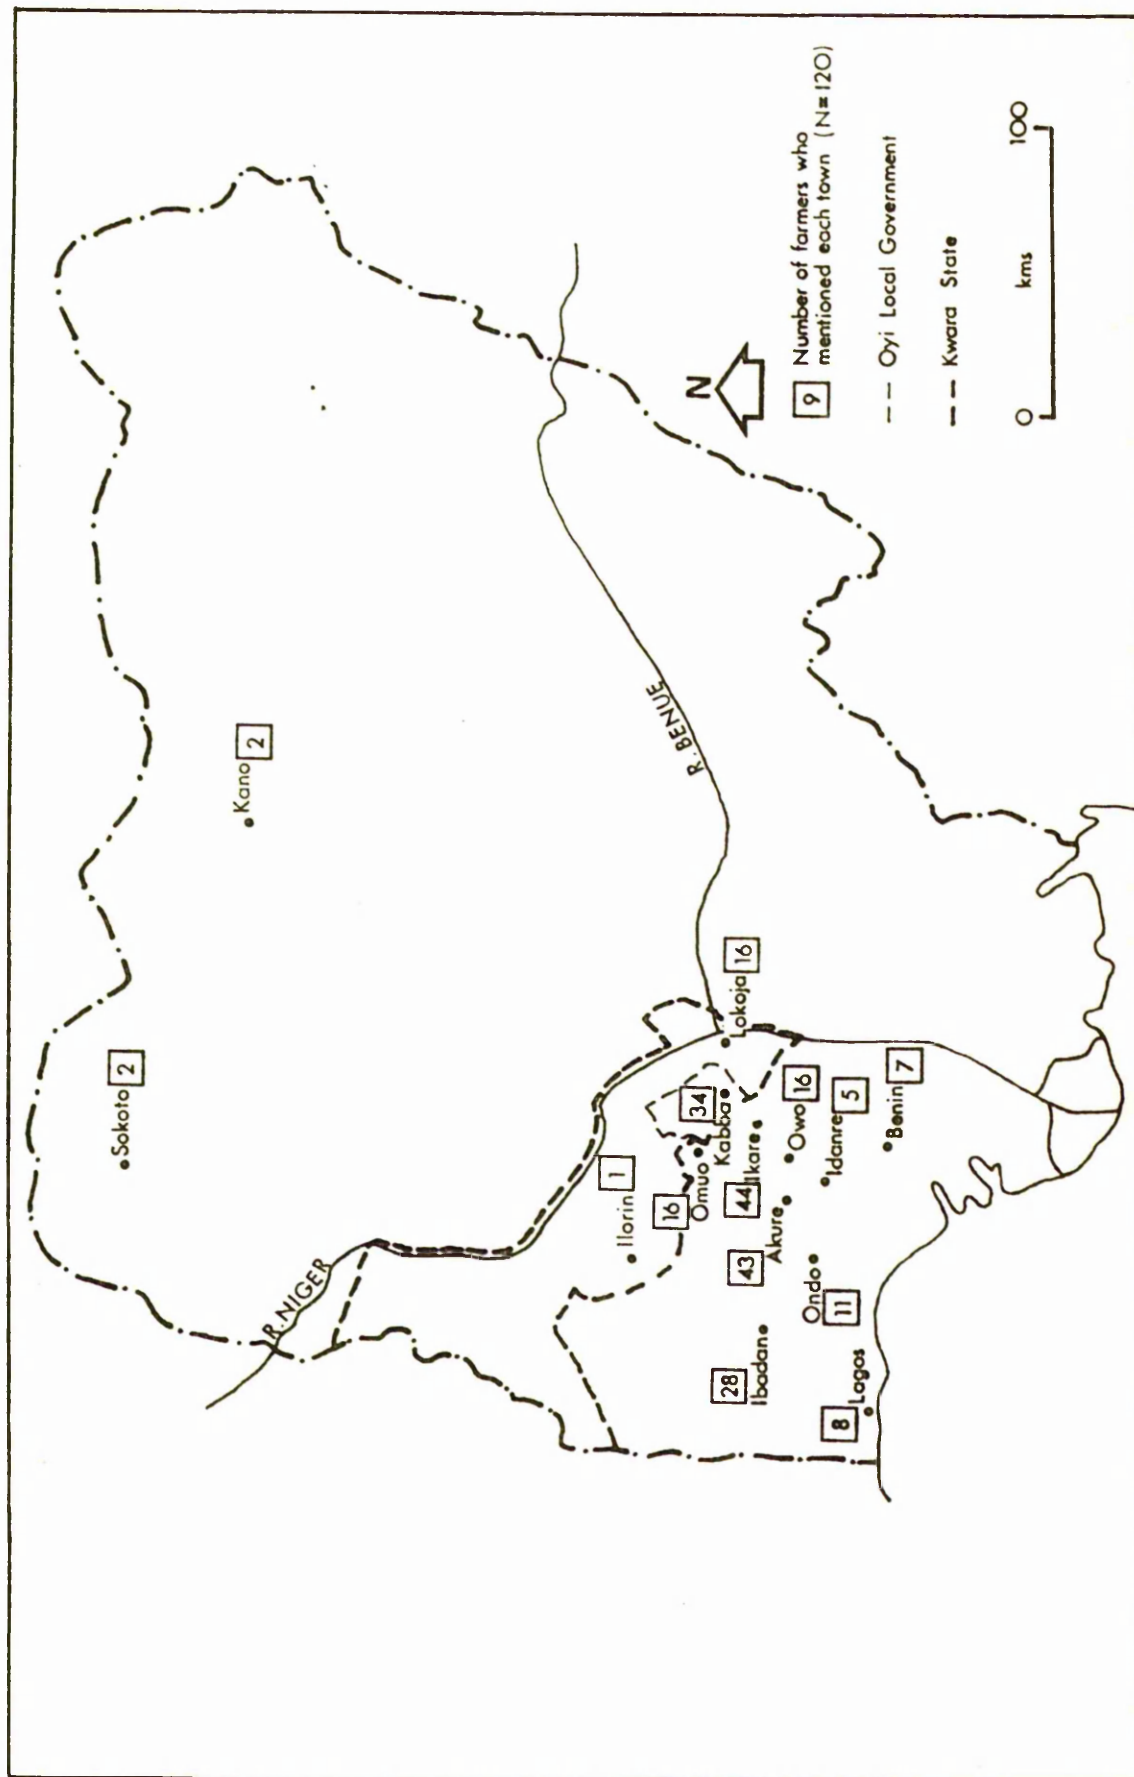 Sokoto 2
Kano 2
R. NIGER
Ilorin 1
R. BENUE
16
Omuo
34
Kabba
Lokoja 16
44
Ikare
43
Akure
Owo 16
28
Ibadan
Idanre 5
Ondo
11
Benin 7
8
Lagos
N
9 Number of farmers who
mentioned each town (N=120)
Oyi Local Government
Kwara State
0 kms 100